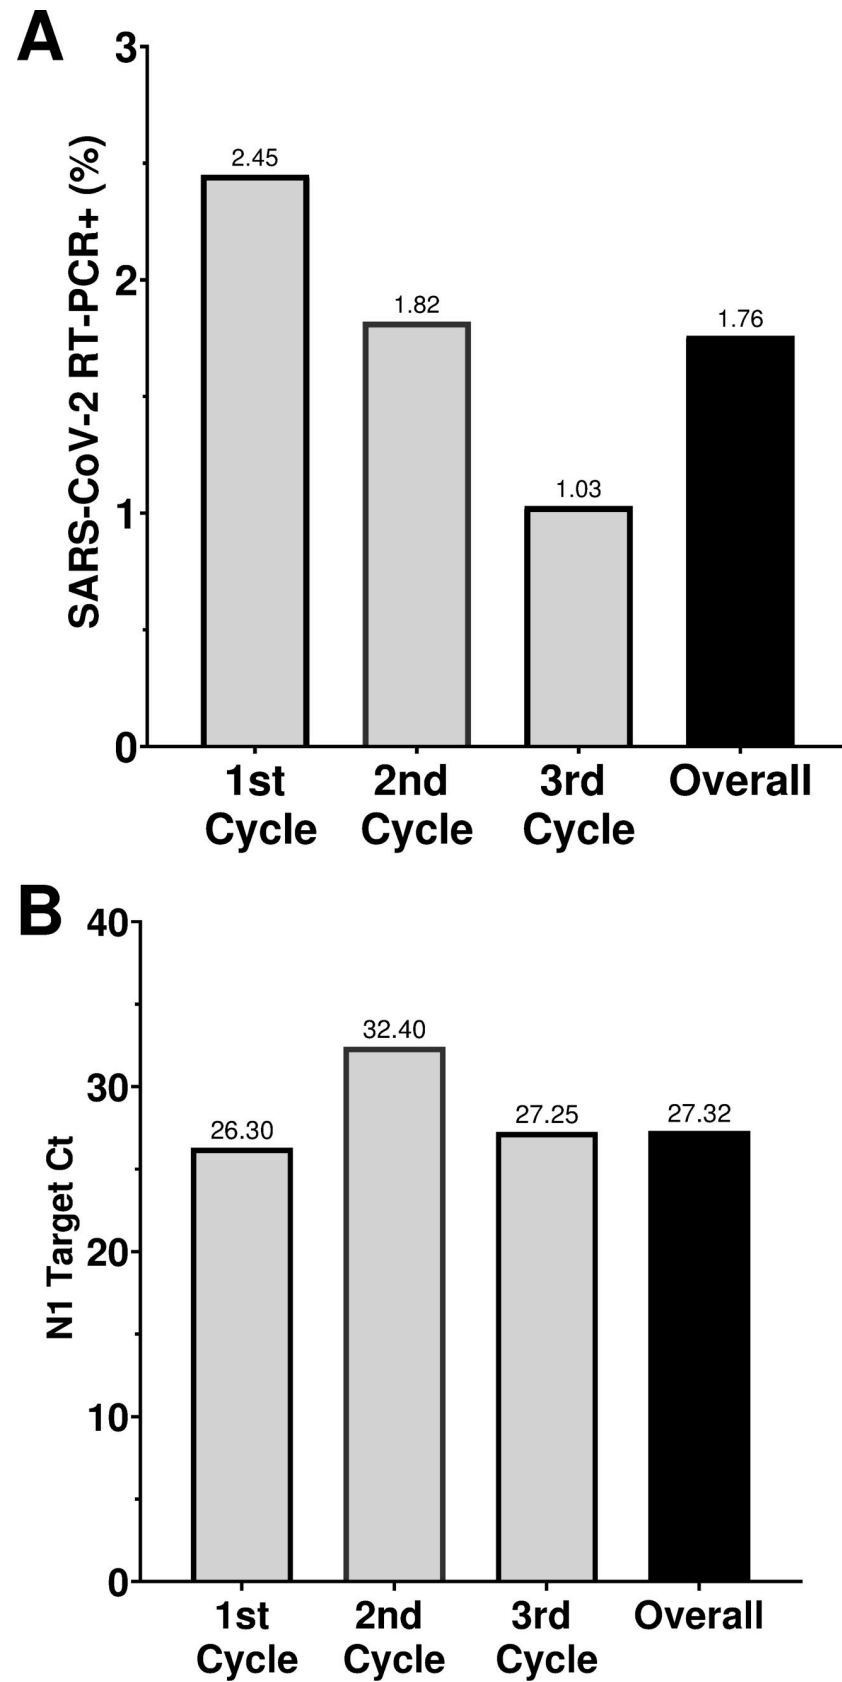 A
SARS-CoV-2 RT-PCR+ (%)
3
2
1
0
2.45
1.82
1.03
1.76
1st Cycle
2nd Cycle
3rd Cycle
Overall
B
N1 Target Ct
40
30
20
10
0
26.30
32.40
27.25
27.32
1st Cycle
2nd Cycle
3rd Cycle
Overall